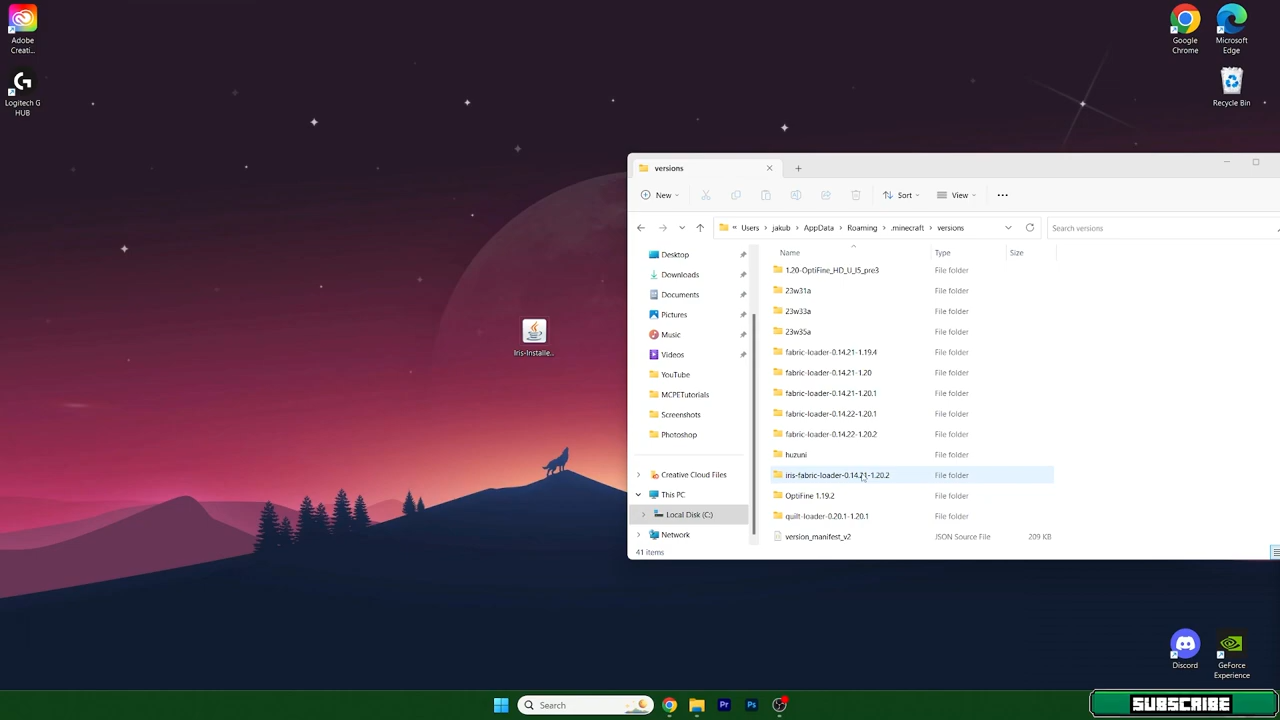 Adobe
Creati...
Logitech G
HUB
Google
Chrome
Microsoft
Edge
Recycle Bin
Iris-Installe...
versions
New
Sort
View
« Users > jakub > AppData > Roaming > .minecraft > versions
Search versions
Desktop
Downloads
Documents
Pictures
Music
Videos
YouTube
MCPETutorials
Screenshots
Photoshop
Creative Cloud Files
This PC
Local Disk (C:)
Network
Name Type Size
1.20-OptiFine_HD_U_I5_pre3 File folder
23w31a File folder
23w33a File folder
23w35a File folder
fabric-loader-0.14.21-1.19.4 File folder
fabric-loader-0.14.21-1.20 File folder
fabric-loader-0.14.21-1.20.1 File folder
fabric-loader-0.14.22-1.20.1 File folder
fabric-loader-0.14.22-1.20.2 File folder
huzuni File folder
iris-fabric-loader-0.14.21-1.20.2 File folder
OptiFine 1.19.2 File folder
quilt-loader-0.20.1-1.20.1 File folder
version_manifest_v2 JSON Source File 209 KB
41 items
Discord
GeForce
Experience
Search
Pr
Ps
SUBSCRIBE